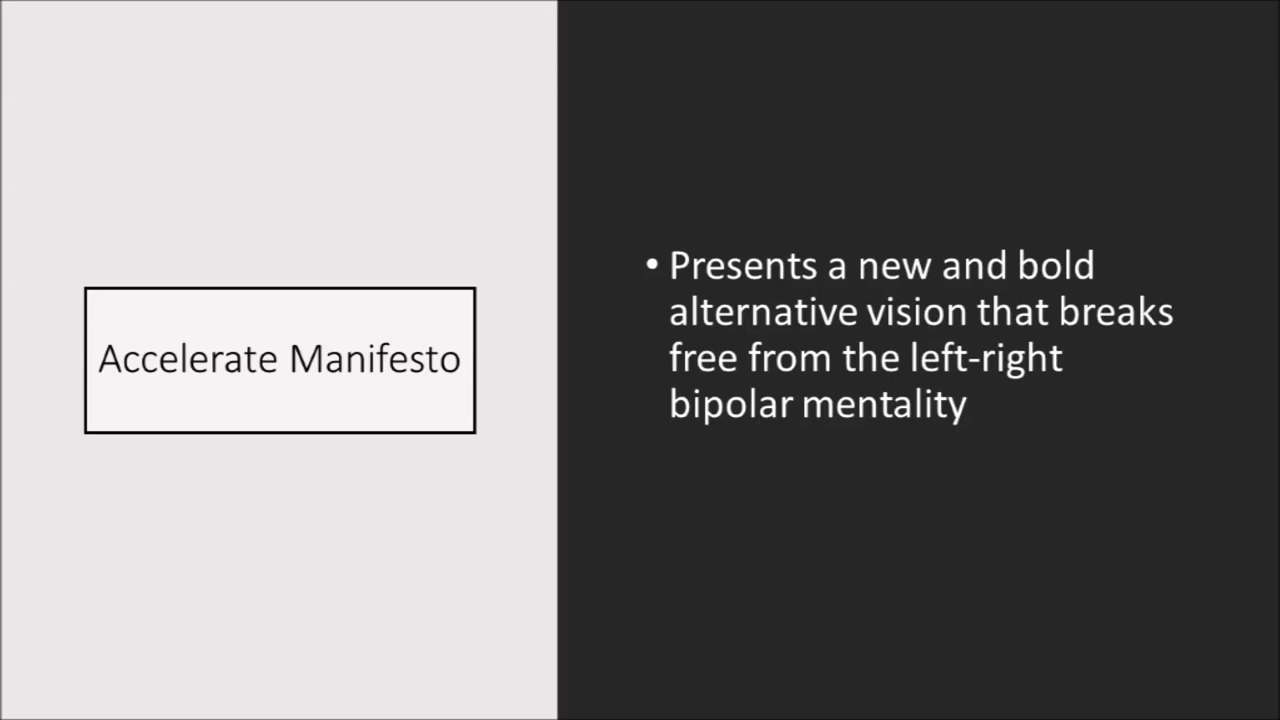 Accelerate Manifesto
• Presents a new and bold
alternative vision that breaks
free from the left-right
bipolar mentality